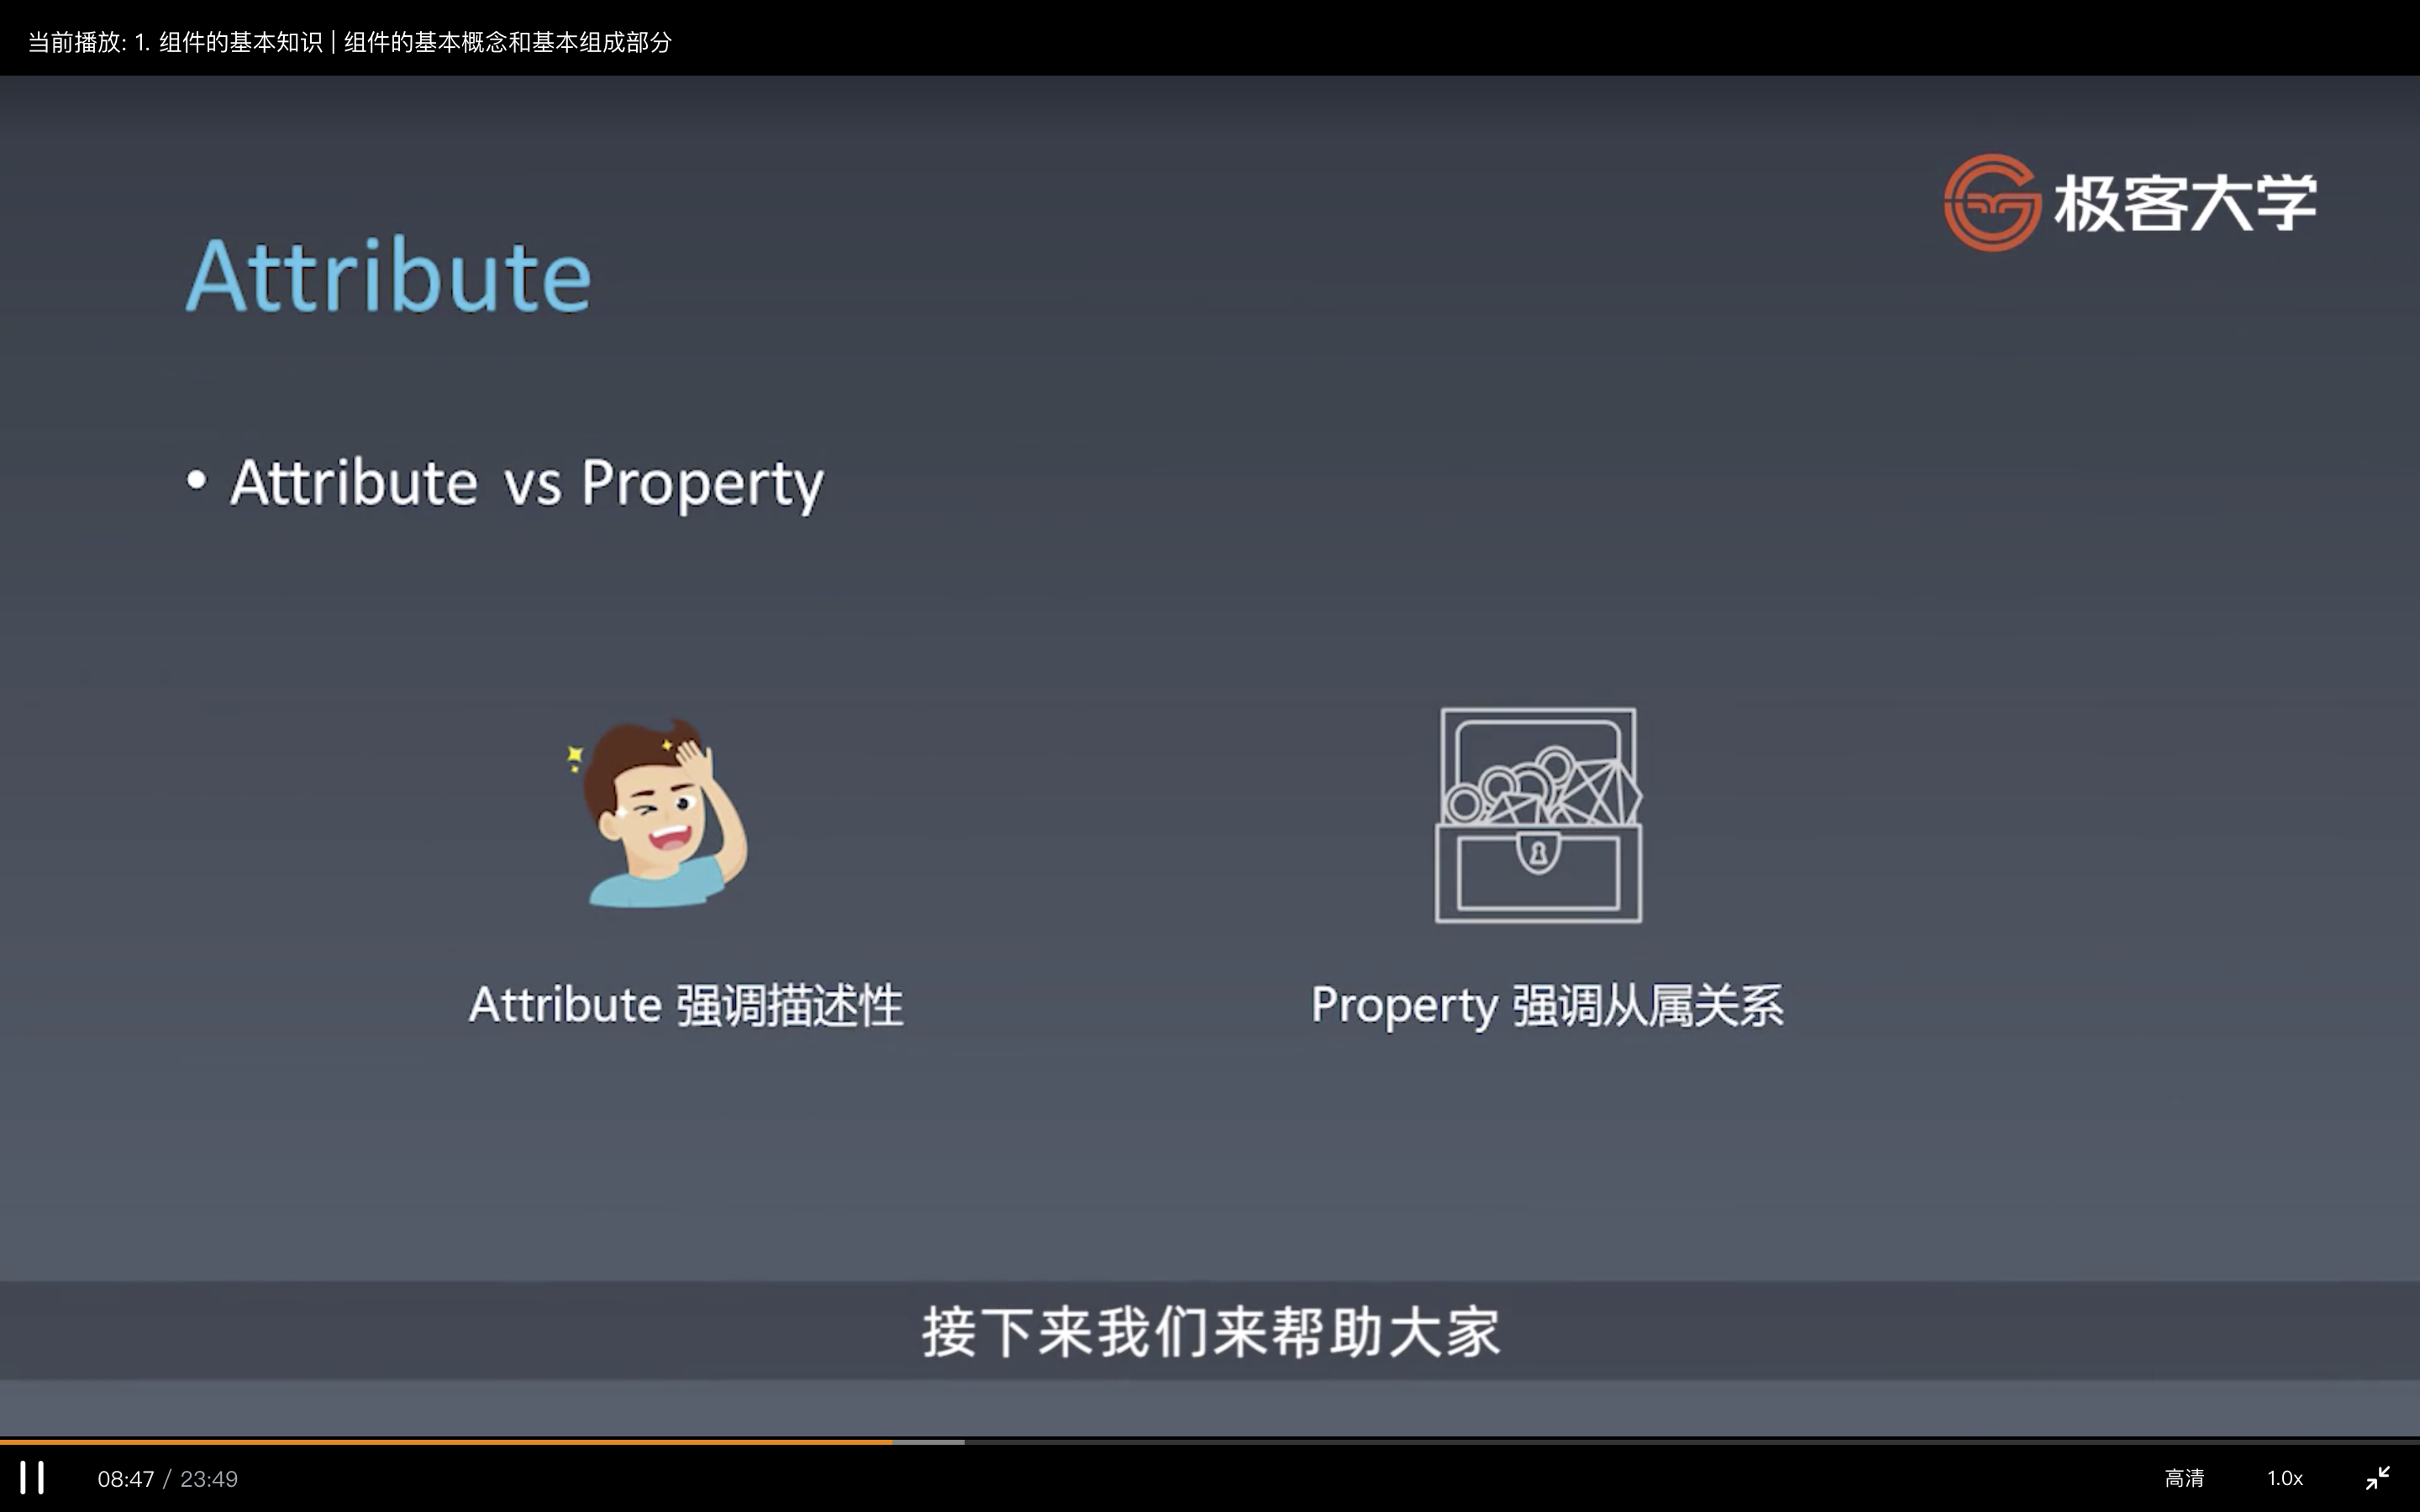 当前播放: 1. 组件的基本知识 | 组件的基本概念和基本组成部分
极客大学
Attribute
• Attribute vs Property
Attribute 强调描述性
Property 强调从属关系
接下来我们来帮助大家
08:47 / 23:49
高清
1.0x